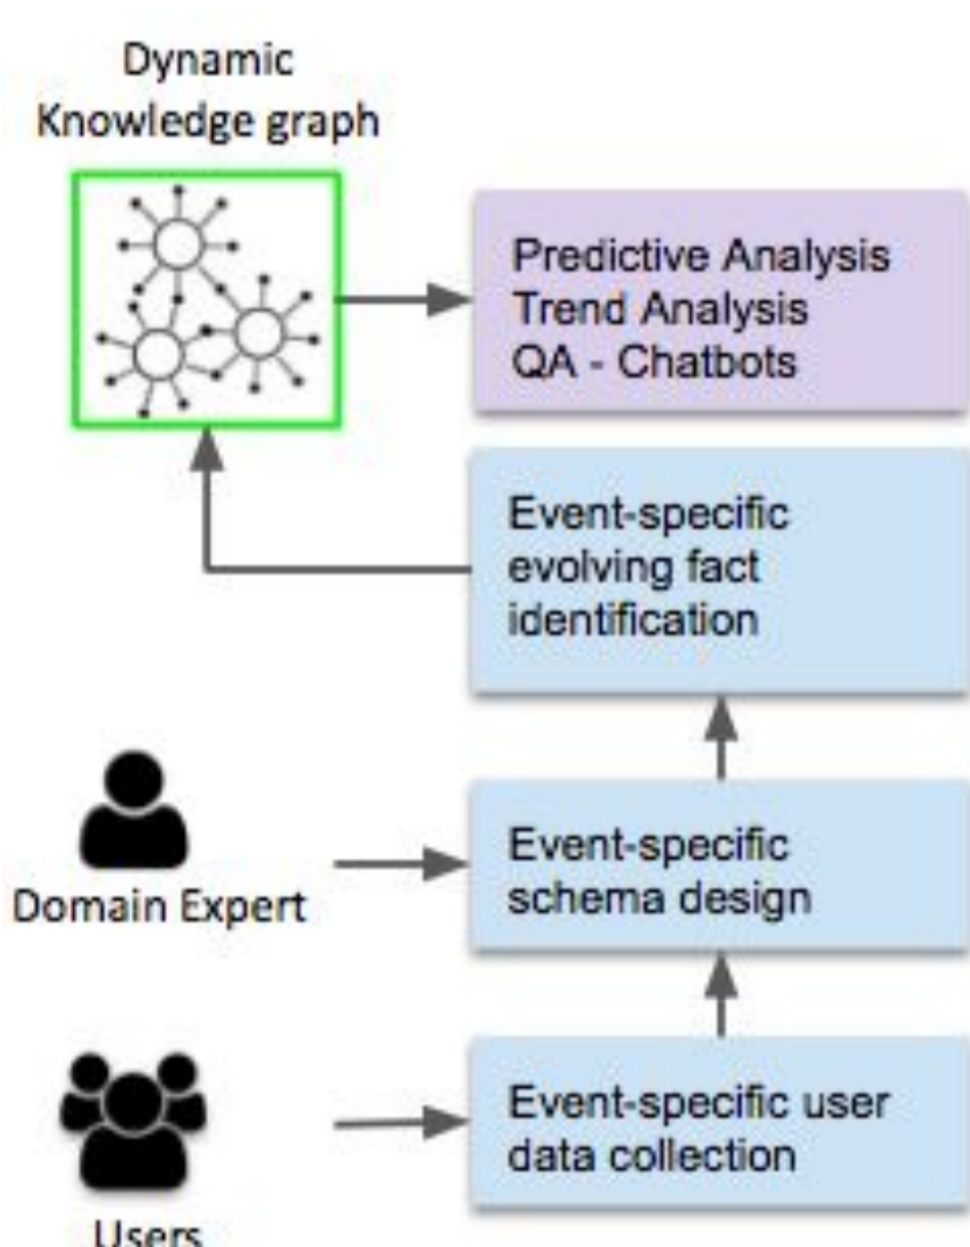 Dynamic
Knowledge graph
Predictive Analysis
Trend Analysis
QA - Chatbots
Event-specific
evolving fact
identification
Domain Expert
Event-specific
schema design
Users
Event-specific user
data collection